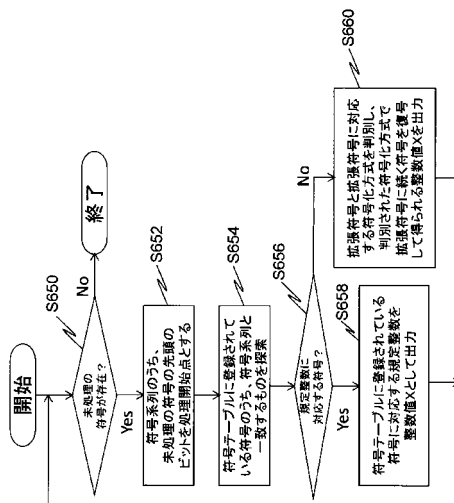 開始
S650
未処理の
符号が存在?
No
終了
Yes
S652
符号系列のうち、
未処理の符号の先頭の
ビットを処理開始点とする
S654
符号テーブルに登録されて
いる符号のうち、符号系列と
一致するものを探索
S656
規定整数に
対応する符号?
No
Yes
S658
符号テーブルに登録されている
符号に対応する規定整数を
整数値Xとして出力
S660
拡張符号と拡張符号に対応
する符号化方式を判別し、
判別された符号化方式で
拡張符号に続く符号を復号
して得られる整数値Xを出力